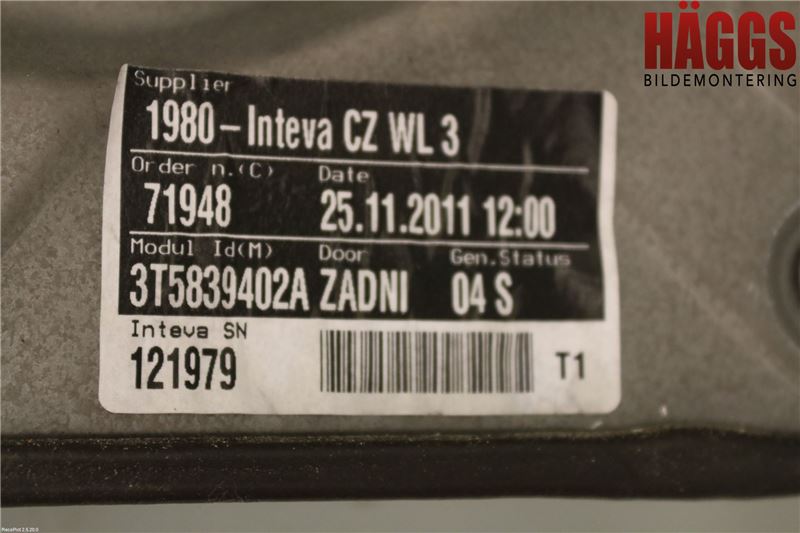 HÄGGS
BILDEMONTERING
Supplier
1980-Inteva CZ WL 3
Order n.(C) Date
71948 25.11.2011 12:00
Modul Id(M) Door Gen.Status
3T5839402A ZADNI 04 S
Inteva SN
121979 T1